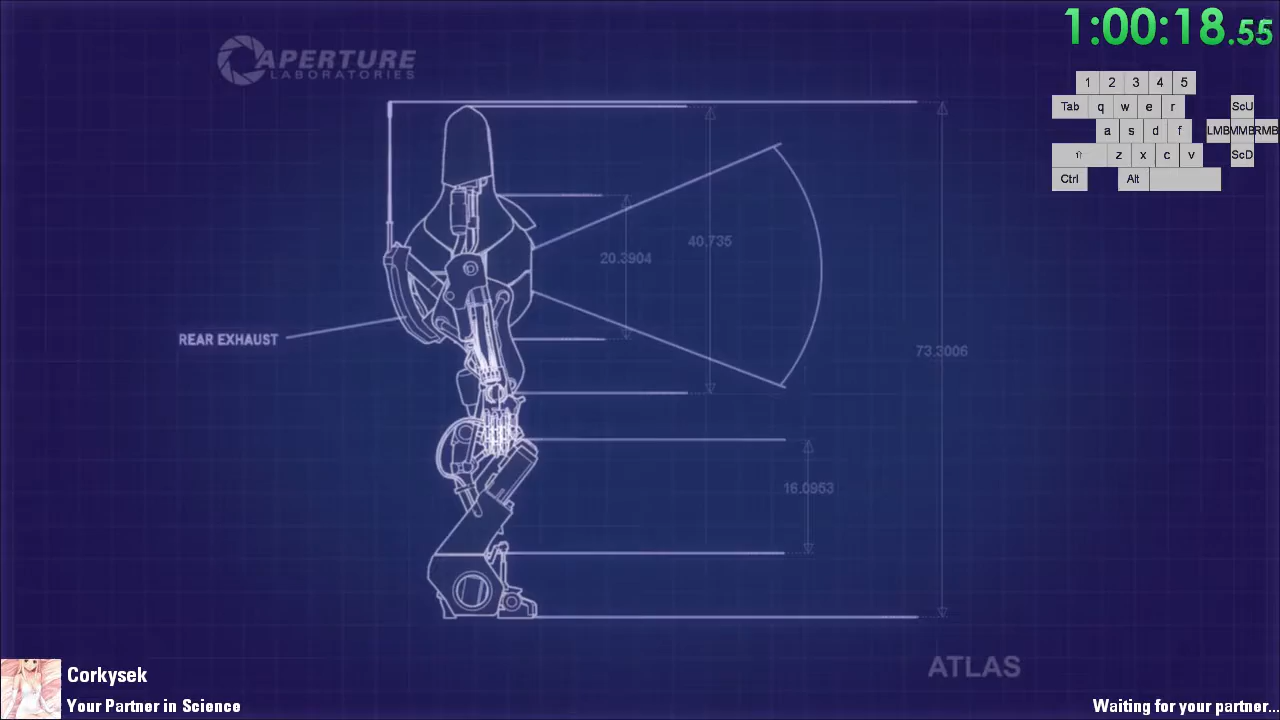 1:00:18.55
APERTURE
LABORATORIES
1 2 3 4 5
Tab q w e r ScU
a s d f LMB MMB RMB
⇧ z x c v ScD
Ctrl Alt
40,735
20.3904
REAR EXHAUST
73.3006
16.0953
ATLAS
Corkysek
Your Partner in Science
Waiting for your partner...